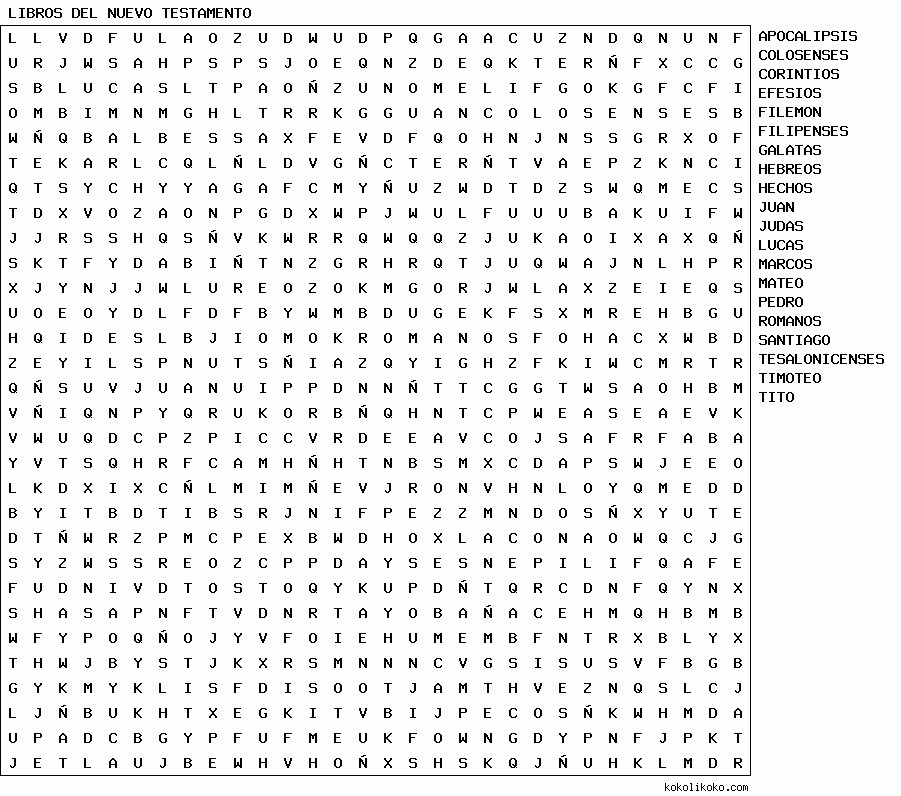 LIBROS DEL NUEVO TESTAMENTO
L L V D F U L A O Z U D W U D P Q G A A C U Z N D Q N U N F
U R J W S A H P S P S J O E Q N Z D E Q K T E R Ñ F X C C G
S B L U C A S L T P A O Ñ Z U N O M E L I F G O K G F C F I
O M B I M N M G H L T R R K G G U A N C O L O S E N S E S B
W Ñ Q B A L B E S S A X F E V D F Q O H N J N S S G R X O F
T E K A R L C Q L Ñ L D V G Ñ C T E R Ñ T V A E P Z K N C I
Q T S Y C H Y Y A G A F C M Y Ñ U Z W D T D Z S W Q M E C S
T D X V O Z A O N P G D X W P J W U L F U U U B A K U I F W
J J R S S H Q S Ñ V K W R R Q W Q Q Z J U K A O I X A X Q Ñ
S K T F Y D A B I Ñ T N Z G R H R Q T J U Q W A J N L H P R
X J Y N J J W L U R E O Z O K M G O R J W L A X Z E I E Q S
U O E O Y D L F D F B Y W M B D U G E K F S X M R E H B G U
H Q I D E S L B J I O M O K R O M A N O S F O H A C X W B D
Z E Y I L S P N U T S Ñ I A Z Q Y I G H Z F K I W C M R T R
Q Ñ S U V J U A N U I P P D N N Ñ T T C G G T W S A O H B M
V Ñ I Q N P Y Q R U K O R B Ñ Q H N T C P W E A S E A E V K
V W U Q D C P Z P I C C V R D E E A V C O J S A F R F A B A
Y V T S Q H R F C A M H Ñ H T N B S M X C D A P S W J E E O
L K D X I X C Ñ L M I M Ñ E V J R O N V H N L O Y Q M E D D
B Y I T B D T I B S R J N I F P E Z Z M N D O S Ñ X Y U T E
D T Ñ W R Z P M C P E X B W D H O X L A C O N A O W Q C J G
S Y Z W S S R E O Z C P P D A Y S E S N E P I L I F Q A F E
F U D N I V D T O S T O Q Y K U P D Ñ T Q R C D N F Q Y N X
S H A S A P N F T V D N R T A Y O B A Ñ A C E H M Q H B M B
W F Y P O Q Ñ O J Y V F O I E H U M E M B F N T R X B L Y X
T H W J B Y S T J K X R S M N N N C V G S I S U S V F B G B
G Y K M Y K L I S F D I S O O T J A M T H V E Z N Q S L C J
L J Ñ B U K H T X E G K I T V B I J P E C O S Ñ K W H M D A
U P A D C B G Y P F U F M E U K F O W N G D Y P N F J P K T
J E T L A U J B E W H V H O Ñ X S H S K Q J Ñ U H K L M D R
APOCALIPSIS
COLOSENSES
CORINTIOS
EFESIOS
FILEMON
FILIPENSES
GALATAS
HEBREOS
HECHOS
JUAN
JUDAS
LUCAS
MARCOS
MATEO
PEDRO
ROMANOS
SANTIAGO
TESALONICENSES
TIMOTEO
TITO
kokolikoko.com